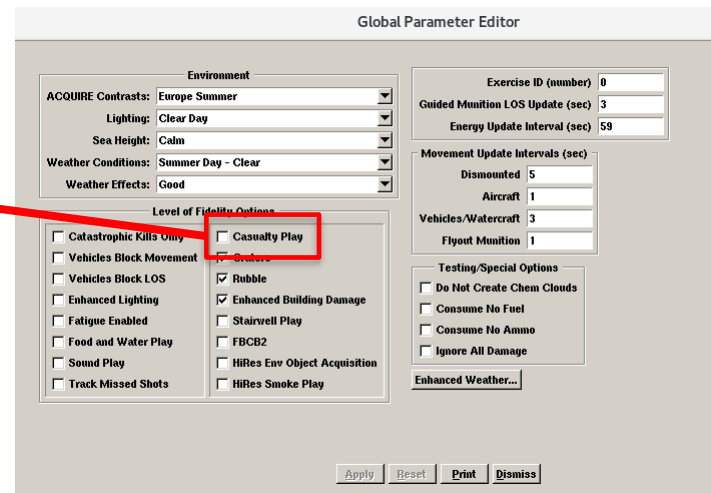 Global Parameter Editor
Environment
ACQUIRE Contrasts: Europe Summer
Lighting: Clear Day
Sea Height: Calm
Weather Conditions: Summer Day - Clear
Weather Effects: Good
Exercise ID (number) 0
Guided Munition LOS Update (sec) 3
Energy Update Interval (sec) 59
Movement Update Intervals (sec)
Dismounted 5
Aircraft 1
Vehicles/Watercraft 3
Flyout Munition 1
Level of Fidelity Options
Catastrophic Kills Only
Vehicles Block Movement
Vehicles Block LOS
Enhanced Lighting
Fatigue Enabled
Food and Water Play
Sound Play
Track Missed Shots
Casualty Play
Craters
Rubble
Enhanced Building Damage
Stairwell Play
FBCB2
HiRes Env Object Acquisition
HiRes Smoke Play
Testing/Special Options
Do Not Create Chem Clouds
Consume No Fuel
Consume No Ammo
Ignore All Damage
Enhanced Weather...
Apply Reset Print Dismiss